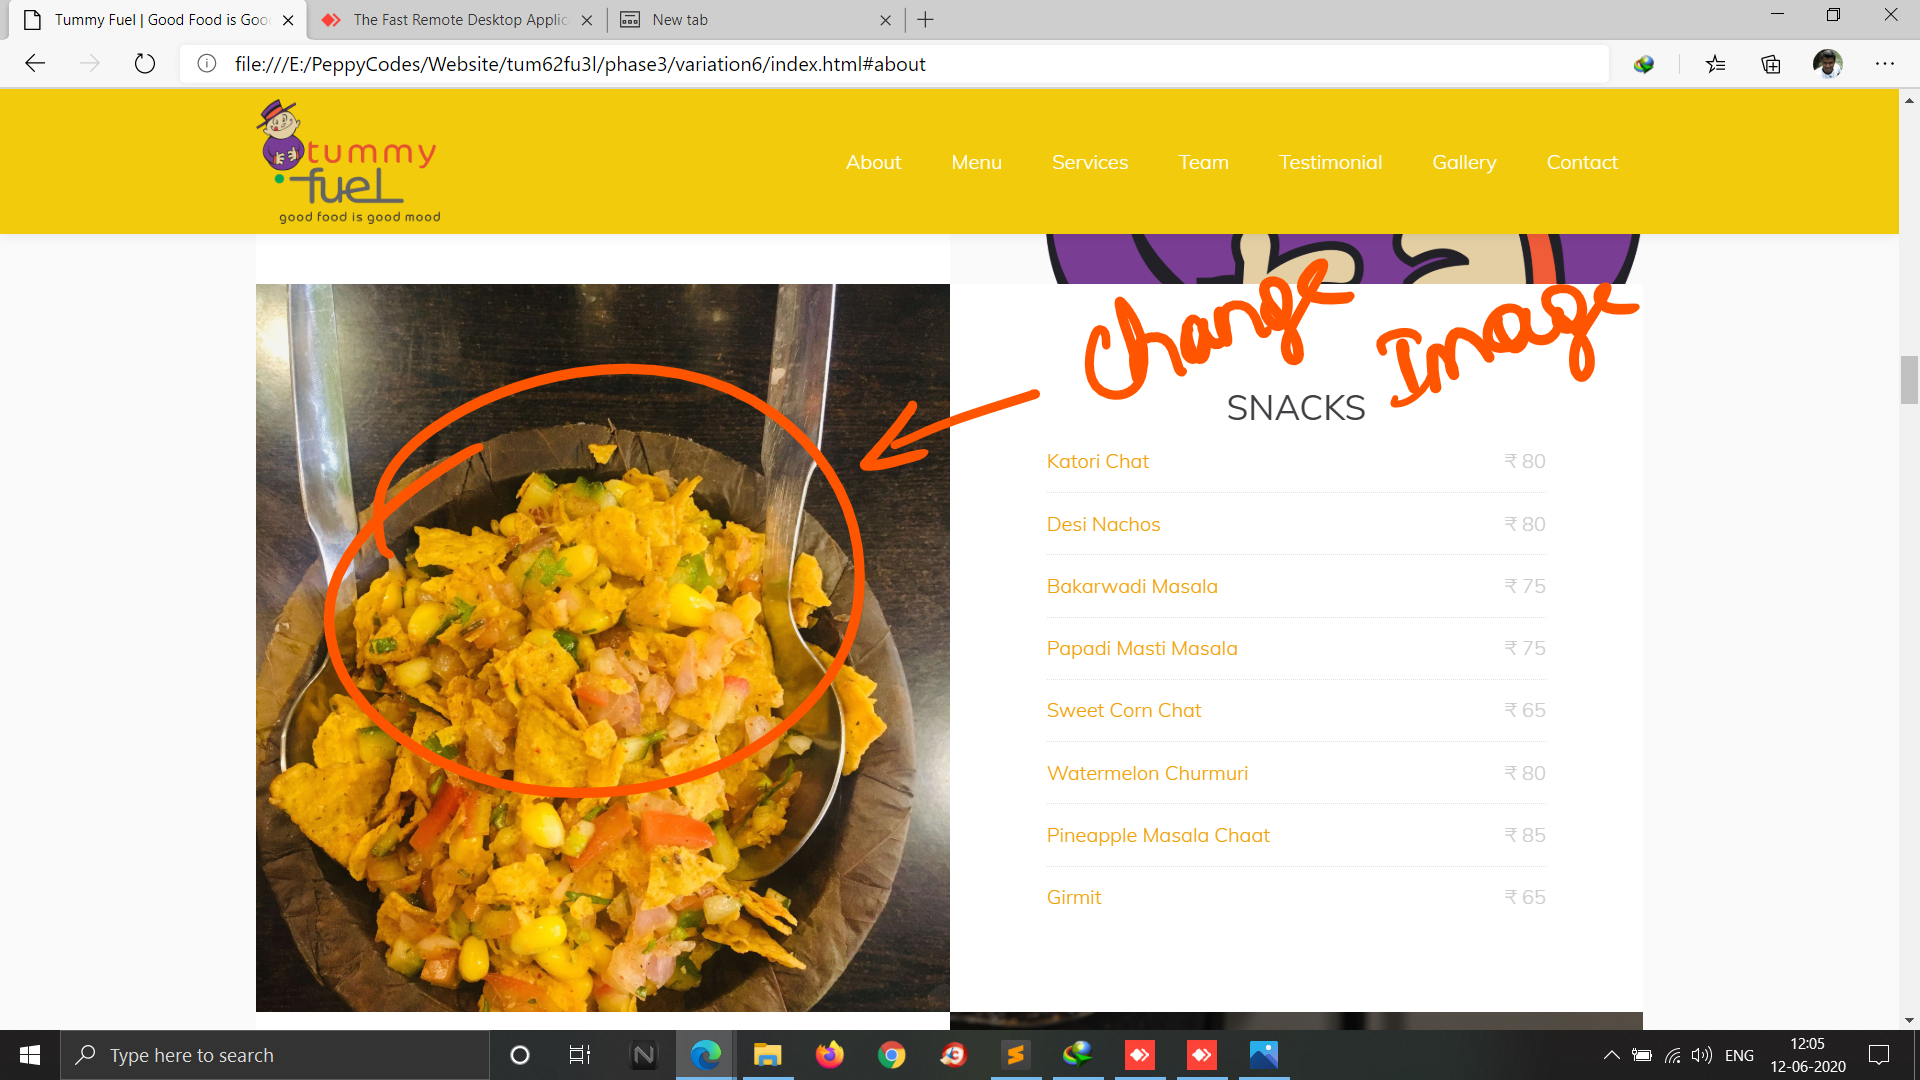 Tummy Fuel | Good Food is Goo
The Fast Remote Desktop Applic
New tab
file:///E:/PeppyCodes/Website/tum62fu3l/phase3/variation6/index.html#about
tummy
fuel
good food is good mood
About Menu Services Team Testimonial Gallery Contact
Change Image
SNACKS
Katori Chat ₹ 80
Desi Nachos ₹ 80
Bakarwadi Masala ₹ 75
Papadi Masti Masala ₹ 75
Sweet Corn Chat ₹ 65
Watermelon Churmuri ₹ 80
Pineapple Masala Chaat ₹ 85
Girmit ₹ 65
Type here to search
ENG
12:05
12-06-2020